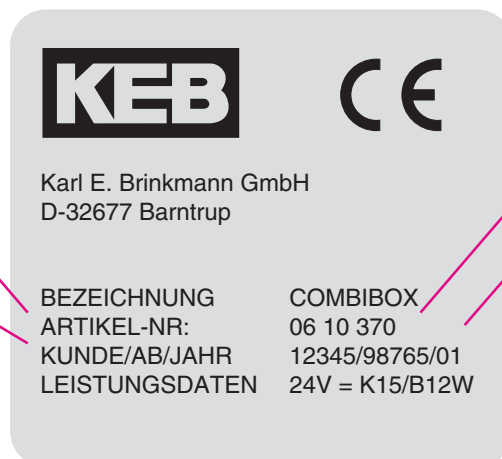 KEB CE
Karl E. Brinkmann GmbH
D-32677 Barntrup
BEZEICHNUNG COMBIBOX
ARTIKEL-NR: 06 10 370
KUNDE/AB/JAHR 12345/98765/01
LEISTUNGSDATEN 24V = K15/B12W